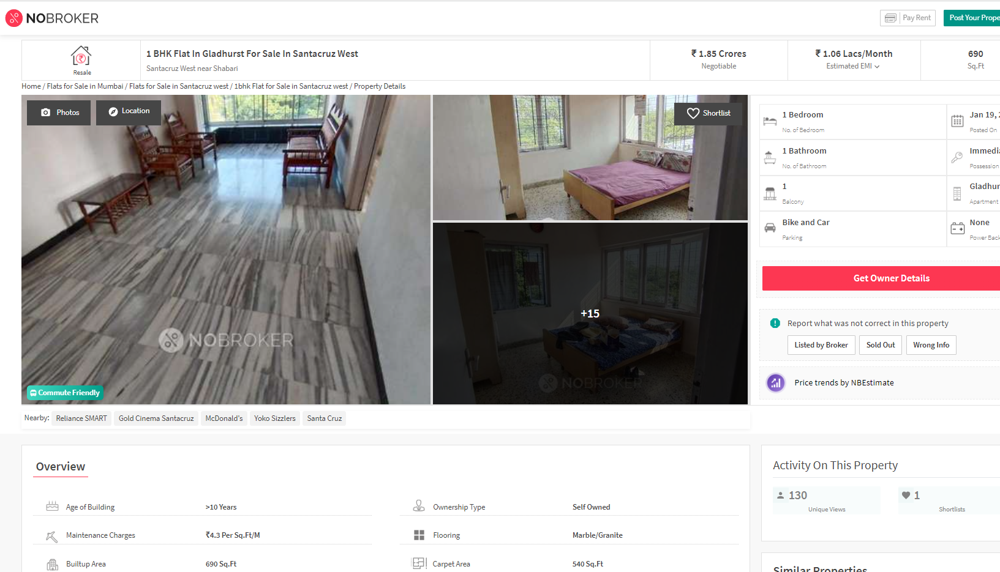 NOBROKER
Pay Rent
Post Your Prope
Resale
1 BHK Flat In Gladhurst For Sale In Santacruz West
Santacruz West near Shabari
₹ 1.85 Crores
Negotiable
₹ 1.06 Lacs/Month
Estimated EMI
690
Sq.Ft
Home / Flats for Sale in Mumbai / Flats for Sale in Santacruz west / 1bhk Flat for Sale in Santacruz west / Property Details
Photos
Location
Shortlist
NOBROKER
+15
NOBROKER
Commute Friendly
1 Bedroom
No. of Bedroom
Jan 19, 2
Posted On
1 Bathroom
No. of Bathroom
Immedia
Possession
1
Balcony
Gladhur
Apartment
Bike and Car
Parking
None
Power Back
Get Owner Details
Report what was not correct in this property
Listed by Broker
Sold Out
Wrong Info
Price trends by NBEstimate
Nearby: Reliance SMART Gold Cinema Santacruz McDonald's Yoko Sizzlers Santa Cruz
Overview
Age of Building >10 Years
Ownership Type Self Owned
Maintenance Charges ₹4.3 Per Sq.Ft/M
Flooring Marble/Granite
Builtup Area 690 Sq.Ft
Carpet Area 540 Sq.Ft
Activity On This Property
130
Unique Views
1
Shortlists
Similar Properties